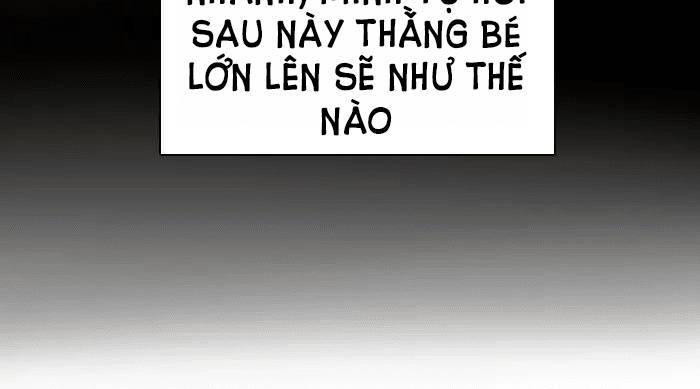 SAU NÀY THẰNG BÉ
LỚN LÊN SẼ NHƯ THẾ
NÀO